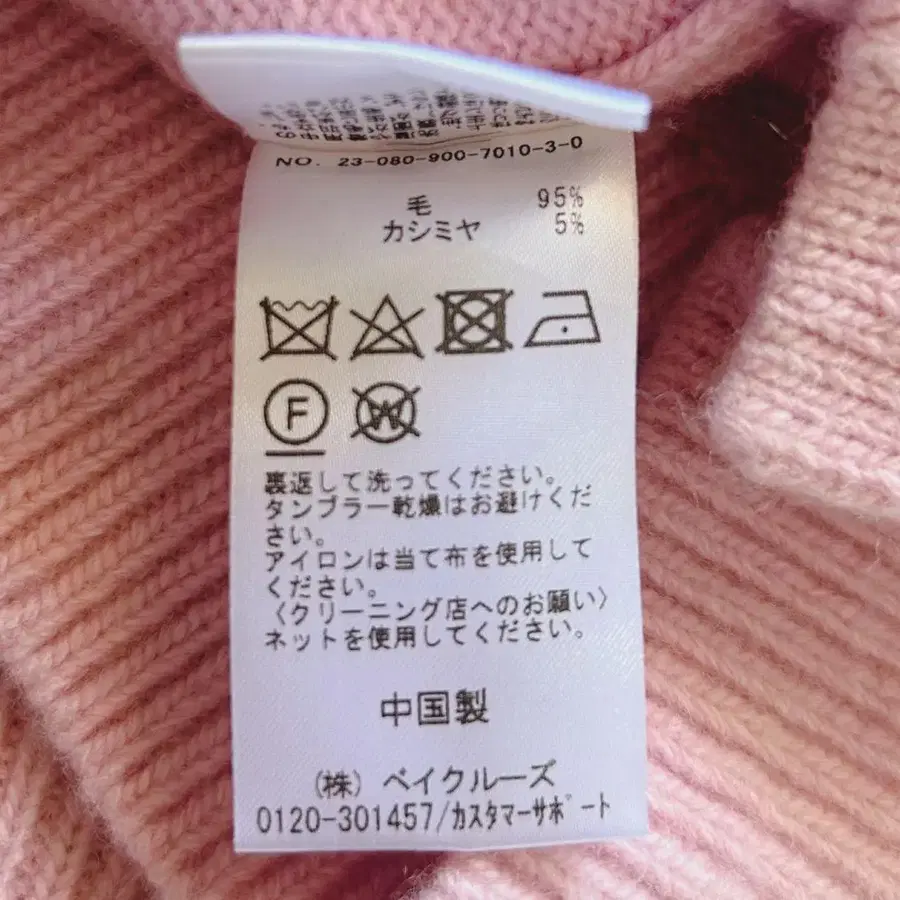 NO. 23-080-900-7010-3-0
毛 95%
カシミヤ 5%
F
W
裏返して洗ってください。
タンブラー乾燥はお避けくだ
さい。
アイロンは当て布を使用して
ください。
〈クリーニング店へのお願い〉
ネットを使用してください。
中国製
(株) ベイクルーズ
0120-301457/カスタマーサポート